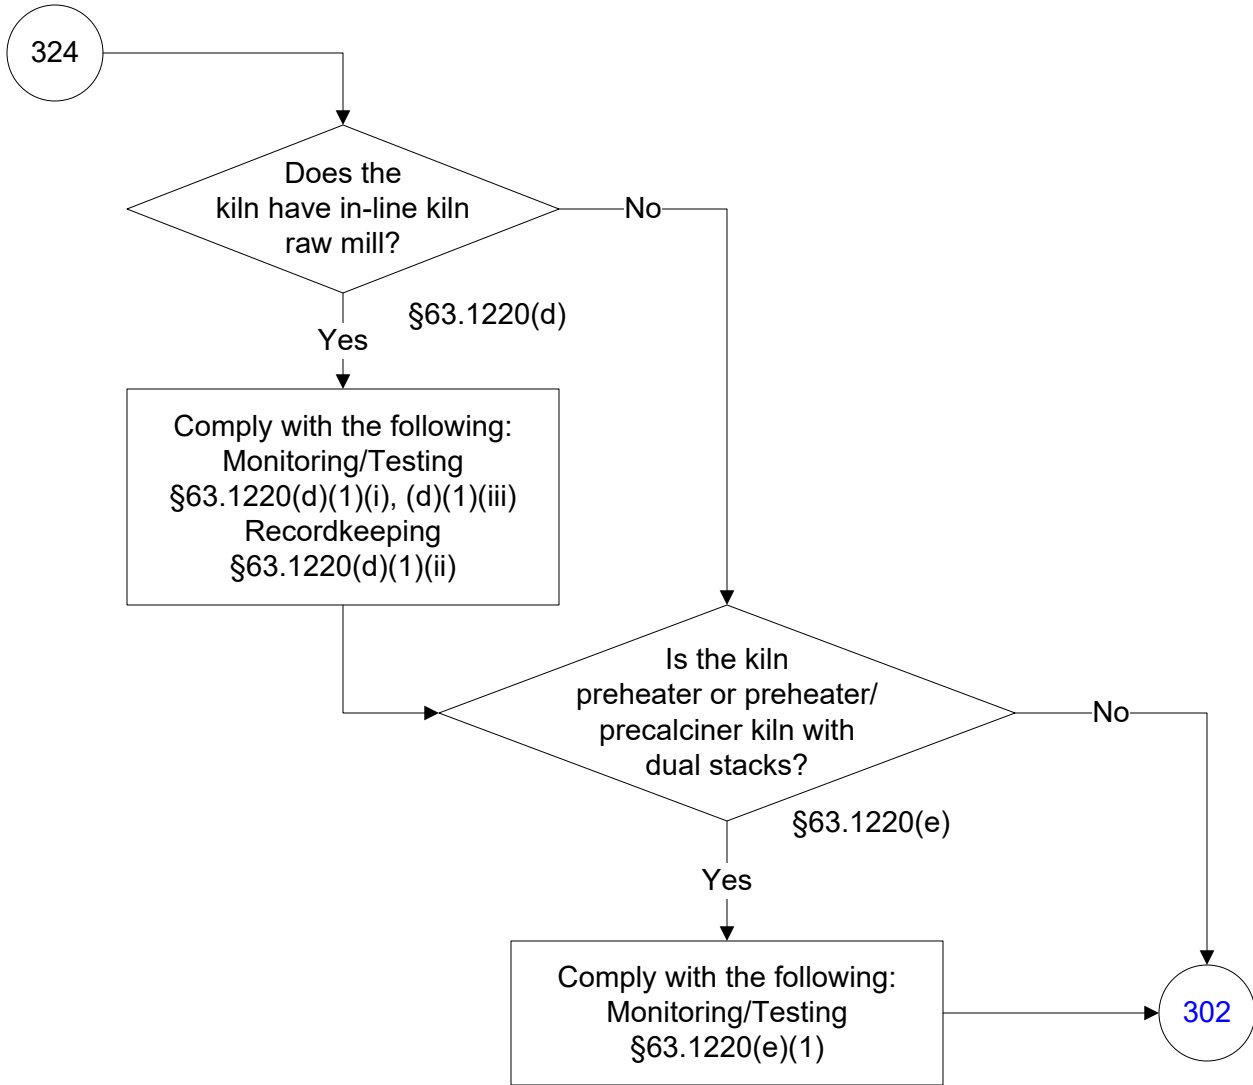 324
Does the
kiln have in-line kiln
raw mill?
No
§63.1220(d)
Yes
Comply with the following:
Monitoring/Testing
§63.1220(d)(1)(i), (d)(1)(iii)
Recordkeeping
§63.1220(d)(1)(ii)
Is the kiln
preheater or preheater/
precalciner kiln with
dual stacks?
No
§63.1220(e)
Yes
Comply with the following:
Monitoring/Testing
§63.1220(e)(1)
302